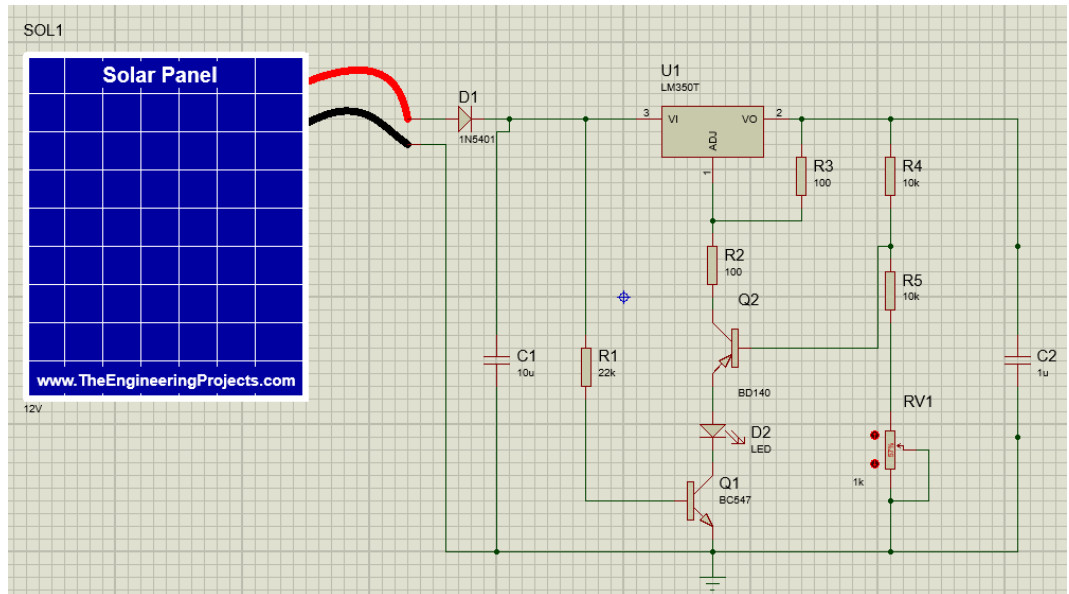 SOL1
Solar Panel
www.TheEngineeringProjects.com
12V
D1
1N5401
C1
10u
R1
22k
U1
LM350T
3
VI
VO
2
ADJ
1
R3
100
R4
10k
R2
100
R5
10k
Q2
BD140
C2
1u
D2
LED
RV1
57%
1k
Q1
BC547